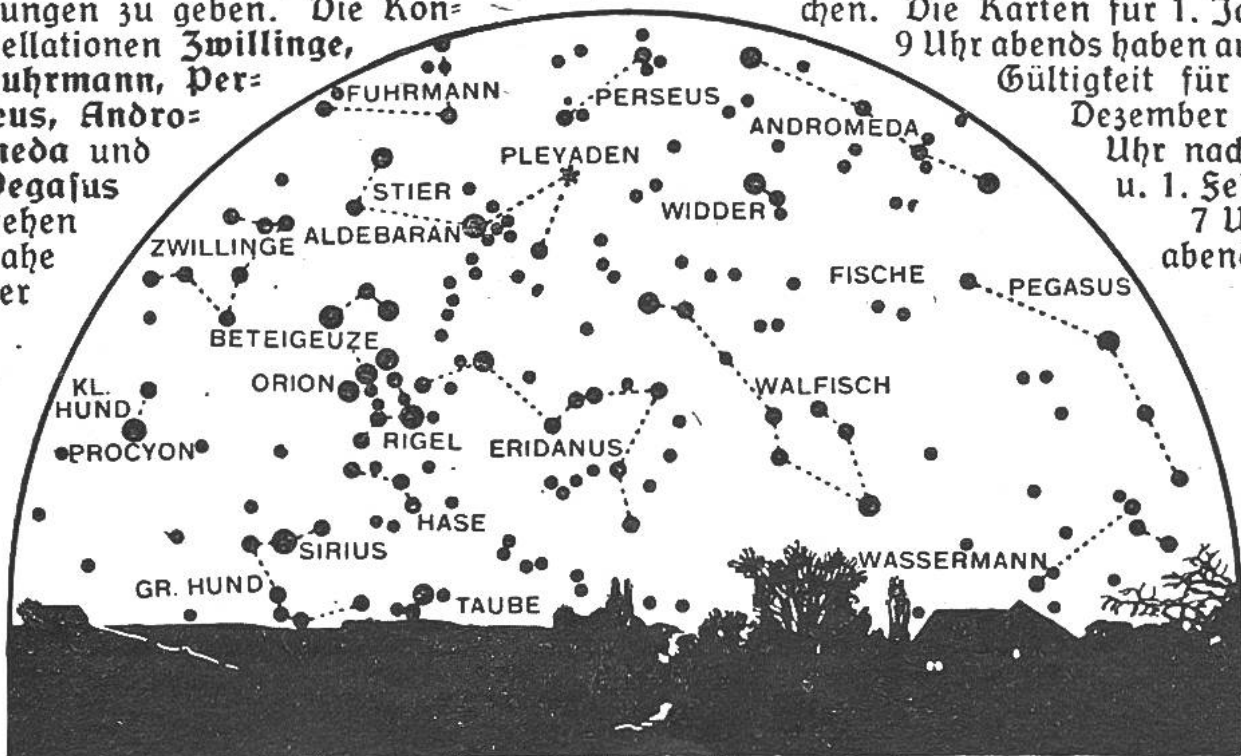 ungen zu geben. Die Kon=
ellationen Zwillinge,
uhrmann, Per=
eus, Andro=
neda und
Pegasus
ehen
ahe
er
chen. Die Karten für 1. Ja
9 Uhr abends haben au
Gültigkeit für
Dezember
Uhr nach
u. 1. Fe
7 U
abend
FUHRMANN
PERSEUS
ANDROMEDA
PLEYADEN
STIER
WIDDER
ALDEBARAN
ZWILLINGE
FISCHE
PEGASUS
BETEIGEUZE
ORION
KL.
HUND
WALFISCH
PROCYON
RIGEL
ERIDANUS
HASE
SIRIUS
WASSERMANN
GR. HUND
TAUBE